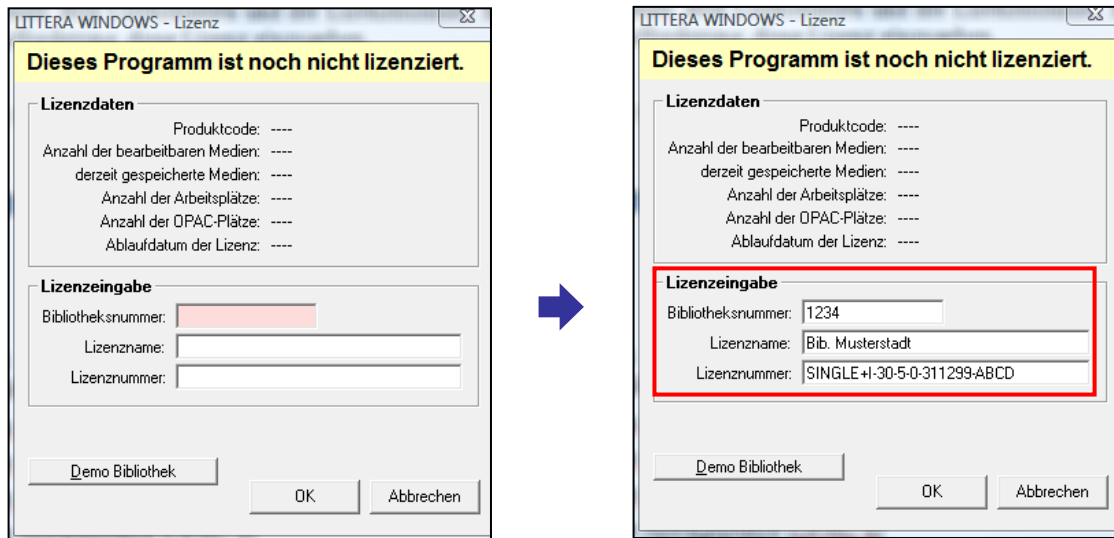 LITTERA WINDOWS - Lizenz
Dieses Programm ist noch nicht lizenziert.
Lizenzdaten
Produktcode: ----
Anzahl der bearbeitbaren Medien: ----
derzeit gespeicherte Medien: ----
Anzahl der Arbeitsplätze: ----
Anzahl der OPAC-Plätze: ----
Ablaufdatum der Lizenz: ----
Lizenzeingabe
Bibliotheksnummer:
Lizenzname:
Lizenznummer:
Demo Bibliothek
OK Abbrechen
LITTERA WINDOWS - Lizenz
Dieses Programm ist noch nicht lizenziert.
Lizenzdaten
Produktcode: ----
Anzahl der bearbeitbaren Medien: ----
derzeit gespeicherte Medien: ----
Anzahl der Arbeitsplätze: ----
Anzahl der OPAC-Plätze: ----
Ablaufdatum der Lizenz: ----
Lizenzeingabe
Bibliotheksnummer: 1234
Lizenzname: Bib. Musterstadt
Lizenznummer: SINGLE+I-30-5-0-311299-ABCD
Demo Bibliothek
OK Abbrechen